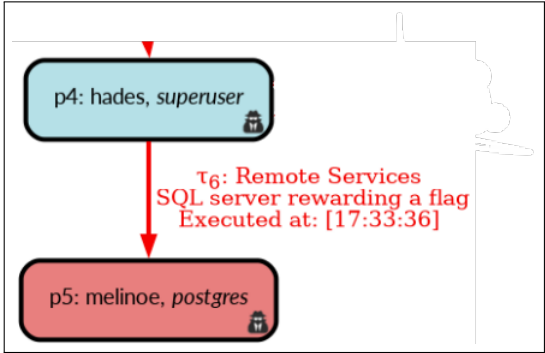 p4: hades, superuser
τ6: Remote Services
SQL server rewarding a flag
Executed at: [17:33:36]
p5: melinoe, postgres